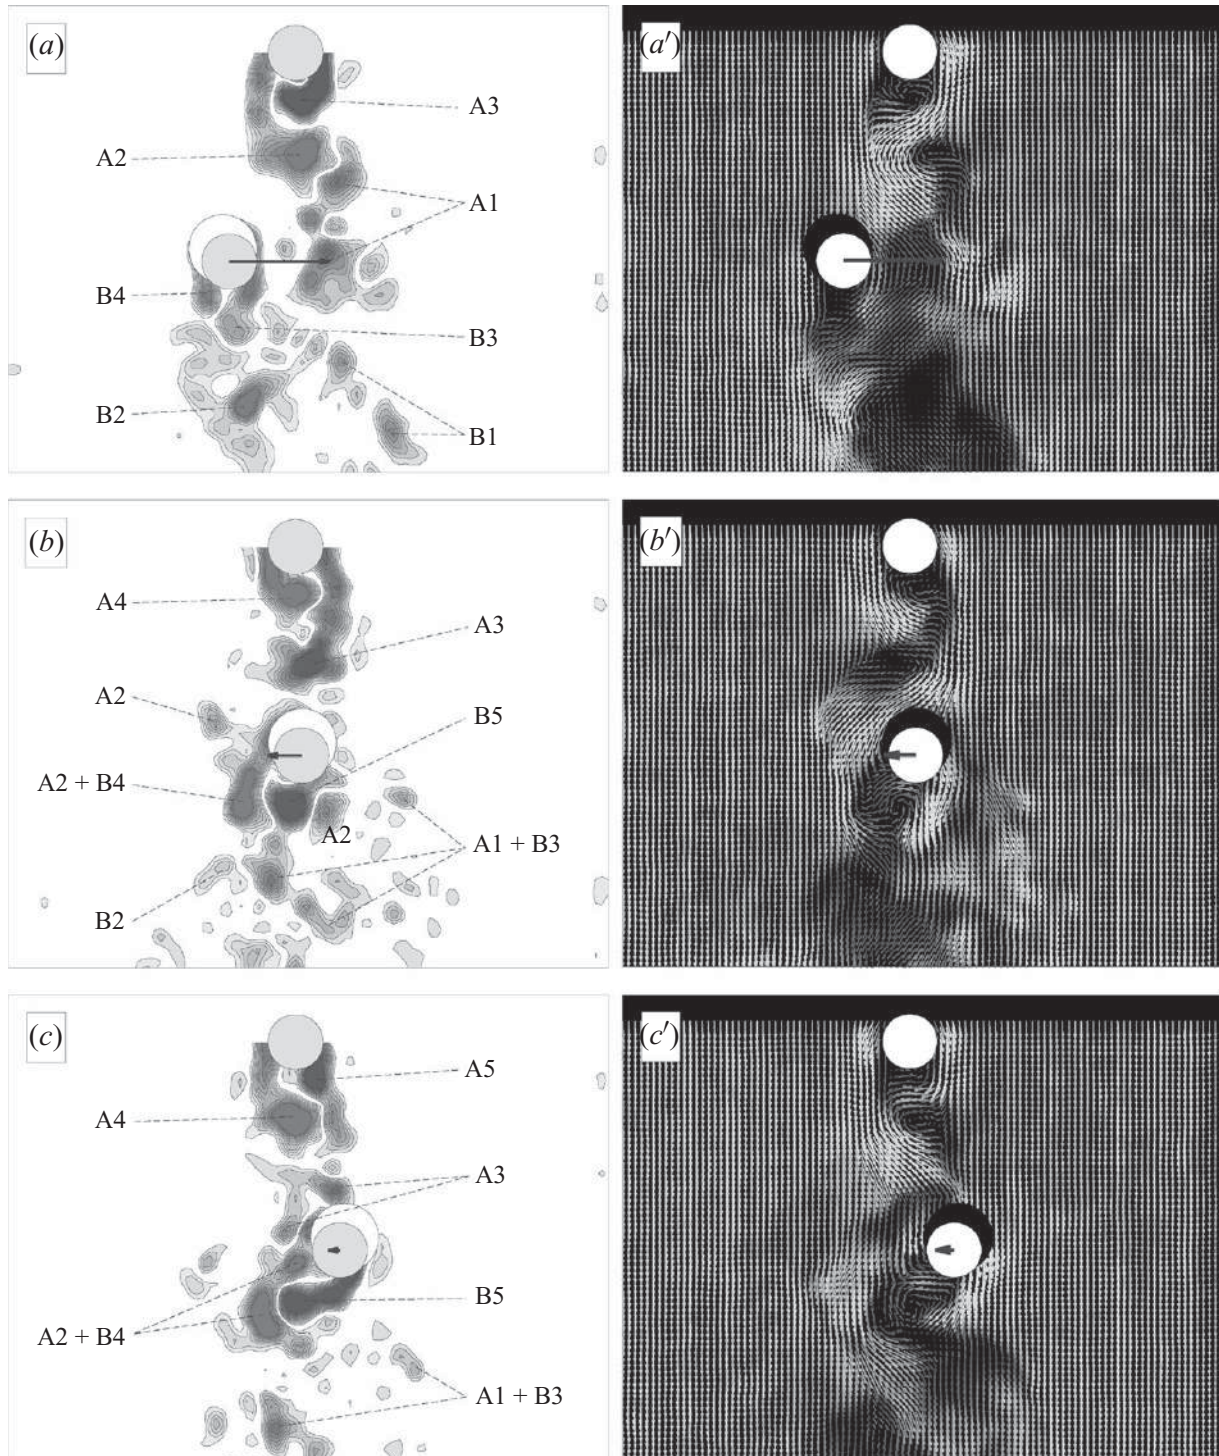 (a)
(a′)
A3
A2
A1
B4
B3
B2
B1
(b)
(b′)
A4
A3
A2
B5
A2 + B4
A2
A1 + B3
B2
(c)
(c′)
A5
A4
A3
B5
A2 + B4
A1 + B3